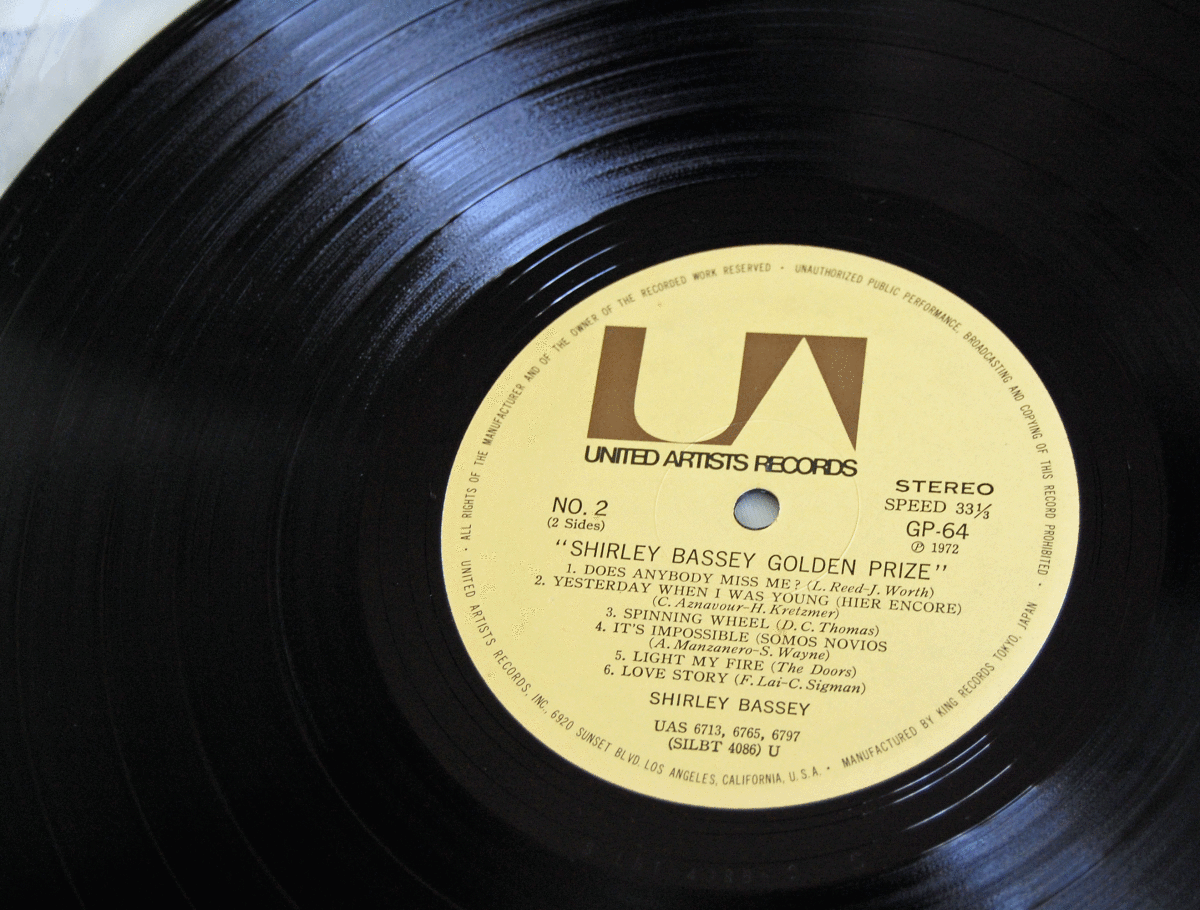 UA
UNITED ARTISTS RECORDS
NO. 2
(2 Sides)
STEREO
SPEED 33⅓
GP-64
℗ 1972
“SHIRLEY BASSEY GOLDEN PRIZE”
1. DOES ANYBODY MISS ME? (L. Reed-J. Worth)
2. YESTERDAY WHEN I WAS YOUNG (HIER ENCORE)
(C. Aznavour-H. Kretzmer)
3. SPINNING WHEEL (D. C. Thomas)
4. IT'S IMPOSSIBLE (SOMOS NOVIOS
(A. Manzanero-S. Wayne)
5. LIGHT MY FIRE (The Doors)
6. LOVE STORY (F. Lai-C. Sigman)
SHIRLEY BASSEY
UAS 6713, 6765, 6797
(SILBT 4086) U
ALL RIGHTS OF THE MANUFACTURER AND OF THE OWNER OF THE RECORDED WORK RESERVED · UNAUTHORIZED PUBLIC PERFORMANCE, BROADCASTING AND COPYING OF THIS RECORD PROHIBITED ·
UNITED ARTISTS RECORDS, INC., 6920 SUNSET BLVD. LOS ANGELES, CALIFORNIA, U.S.A. · MANUFACTURED BY KING RECORDS TOKYO, JAPAN